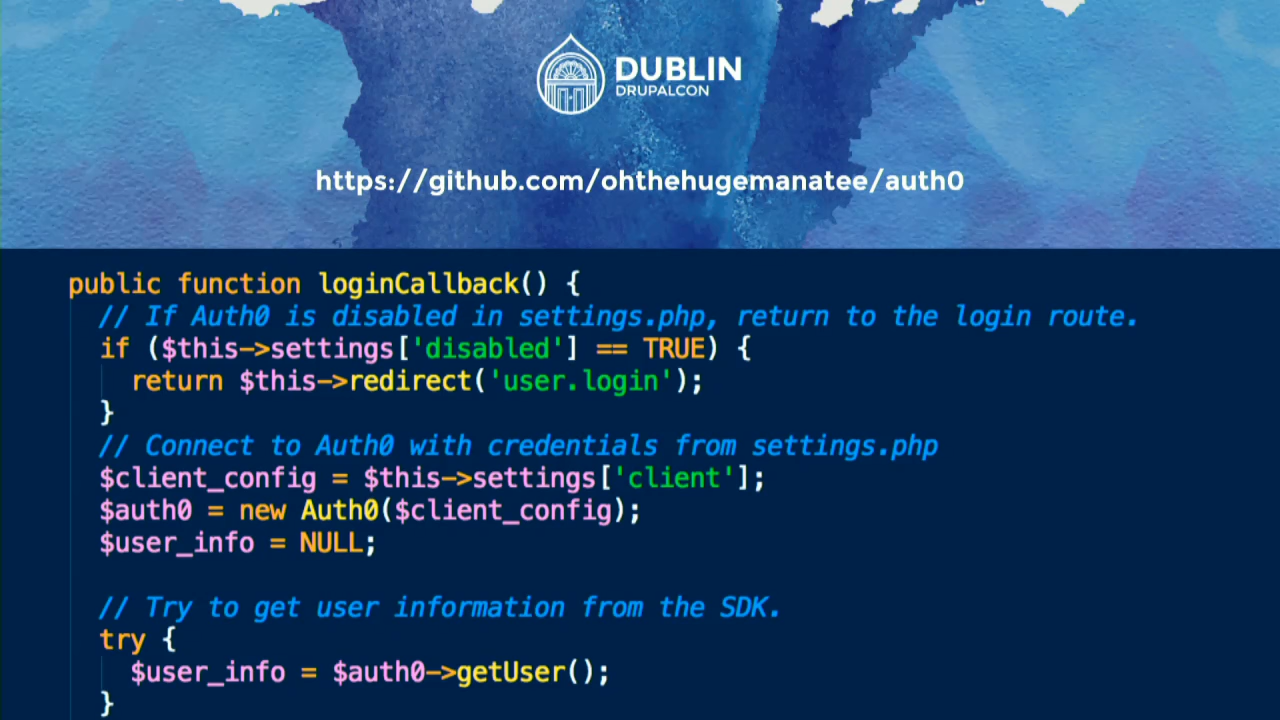 DUBLIN
DRUPALCON
https://github.com/ohthehugemanatee/auth0
public function loginCallback() {
  // If Auth0 is disabled in settings.php, return to the login route.
  if ($this->settings['disabled'] == TRUE) {
    return $this->redirect('user.login');
  }
  // Connect to Auth0 with credentials from settings.php
  $client_config = $this->settings['client'];
  $auth0 = new Auth0($client_config);
  $user_info = NULL;
  // Try to get user information from the SDK.
  try {
    $user_info = $auth0->getUser();
  }